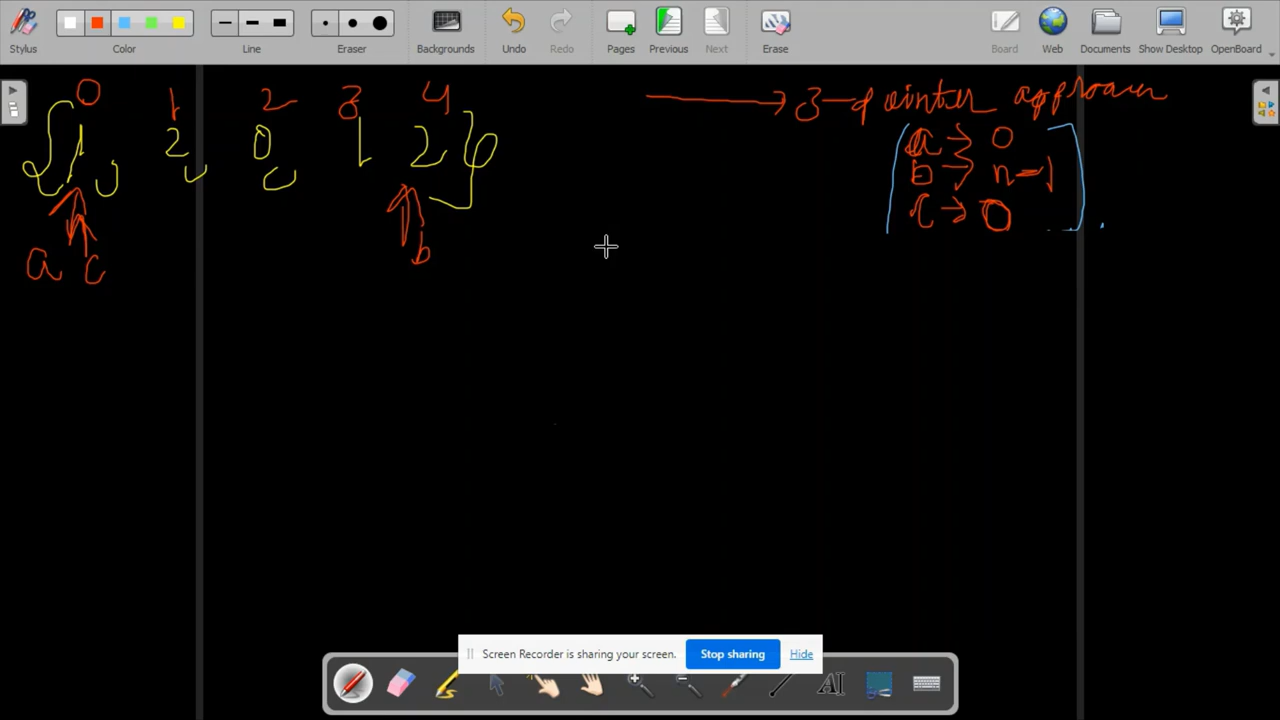 Stylus Color Line Eraser Backgrounds Undo Redo Pages Previous Next Erase Board Web Documents Show Desktop OpenBoard
0 1 2 3 4 → 3-pointer approach
{1, 2, 0, 1 2}
a → 0
b → n-1
c → 0
a c b
Screen Recorder is sharing your screen. Stop sharing Hide
AI